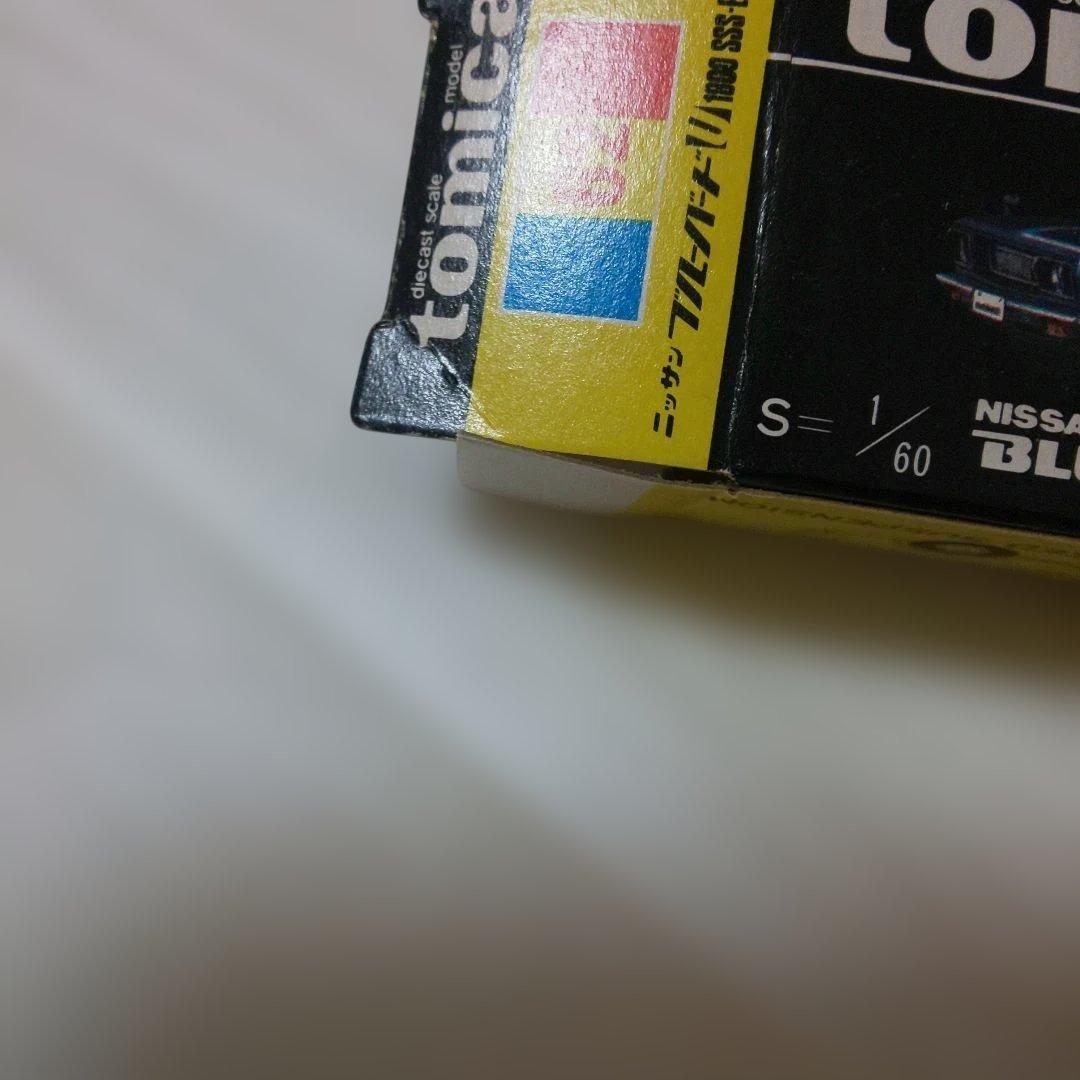 diecast scale model
tomica
ニッサン ブルーバードU 1800 SSS-E
tom
S= 1/60
NISSA
BLU